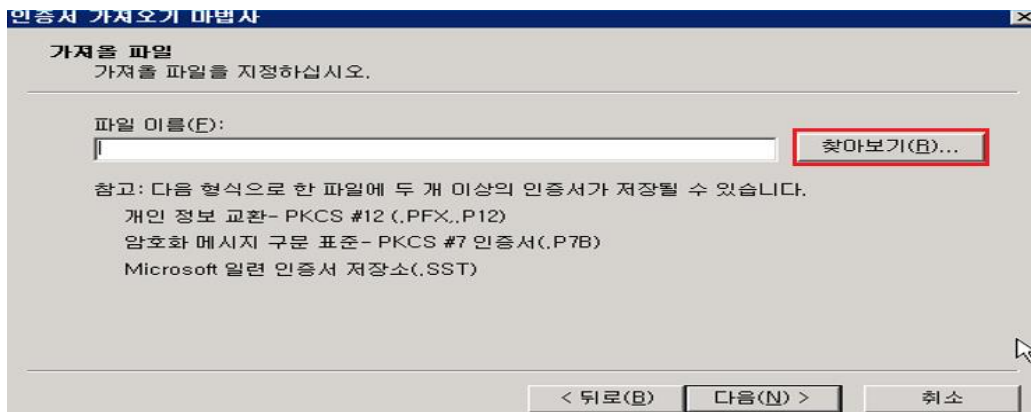 인증서 가져오기 마법사
가져올 파일
가져올 파일을 지정하십시오.
파일 이름(F):
찾아보기(R)...
참고: 다음 형식으로 한 파일에 두 개 이상의 인증서가 저장될 수 있습니다.
개인 정보 교환- PKCS #12 (.PFX,.P12)
암호화 메시지 구문 표준- PKCS #7 인증서(.P7B)
Microsoft 일련 인증서 저장소(.SST)
< 뒤로(B) 다음(N) > 취소